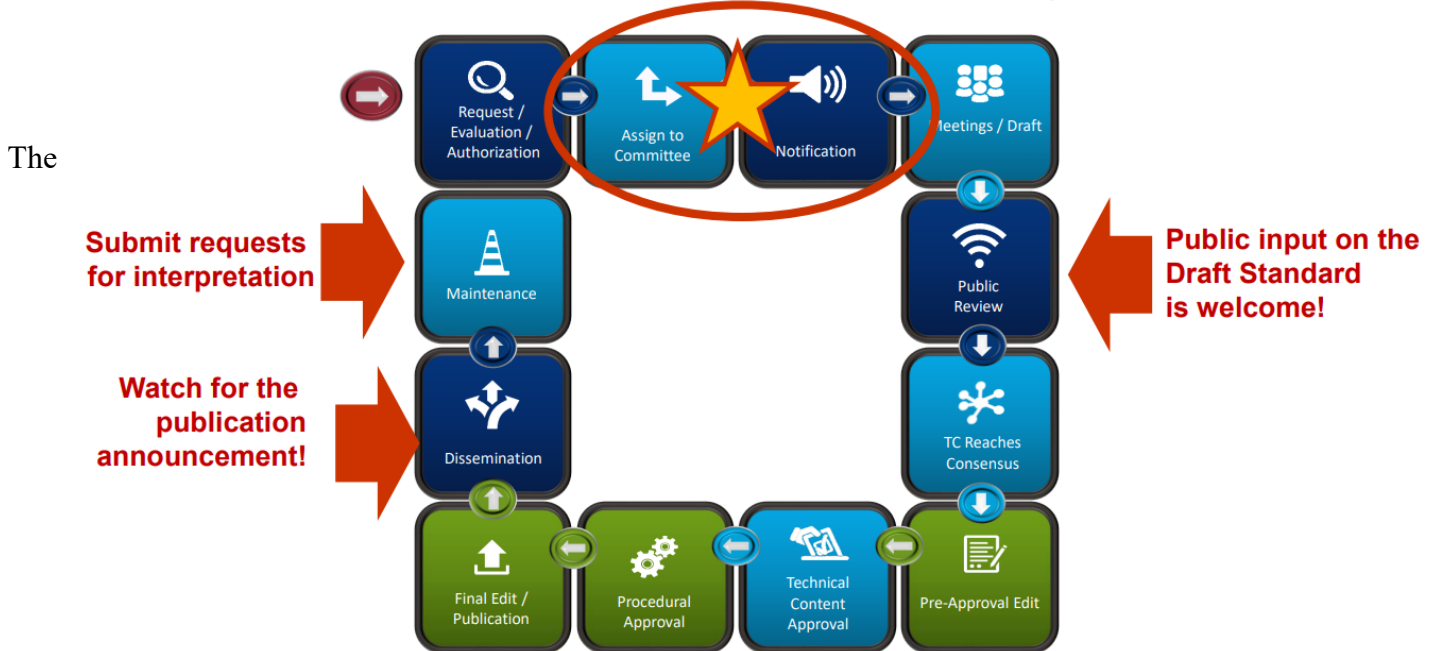 Request /
Evaluation /
Authorization
Assign to
Committee
Notification
Meetings / Draft
The
Submit requests
for interpretation
Maintenance
Public
Review
Public input on the
Draft Standard
is welcome!
Watch for the
publication
announcement!
Dissemination
TC Reaches
Consensus
Final Edit /
Publication
Procedural
Approval
Technical
Content
Approval
Pre-Approval Edit